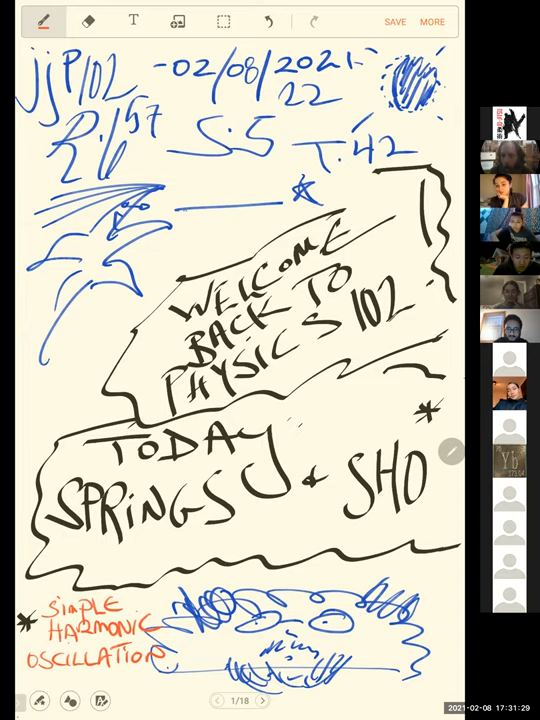 T
SAVE MORE
jjP102 -02/08/2021-
22
S.5 T.42
WELCOME
BACK TO
PHYSICS 102
TODAY
SPRiNGS + SHO
SiMPLE
HARMONIC
OSCILLATION
1/18
Yb
2021-02-08 17:31:29